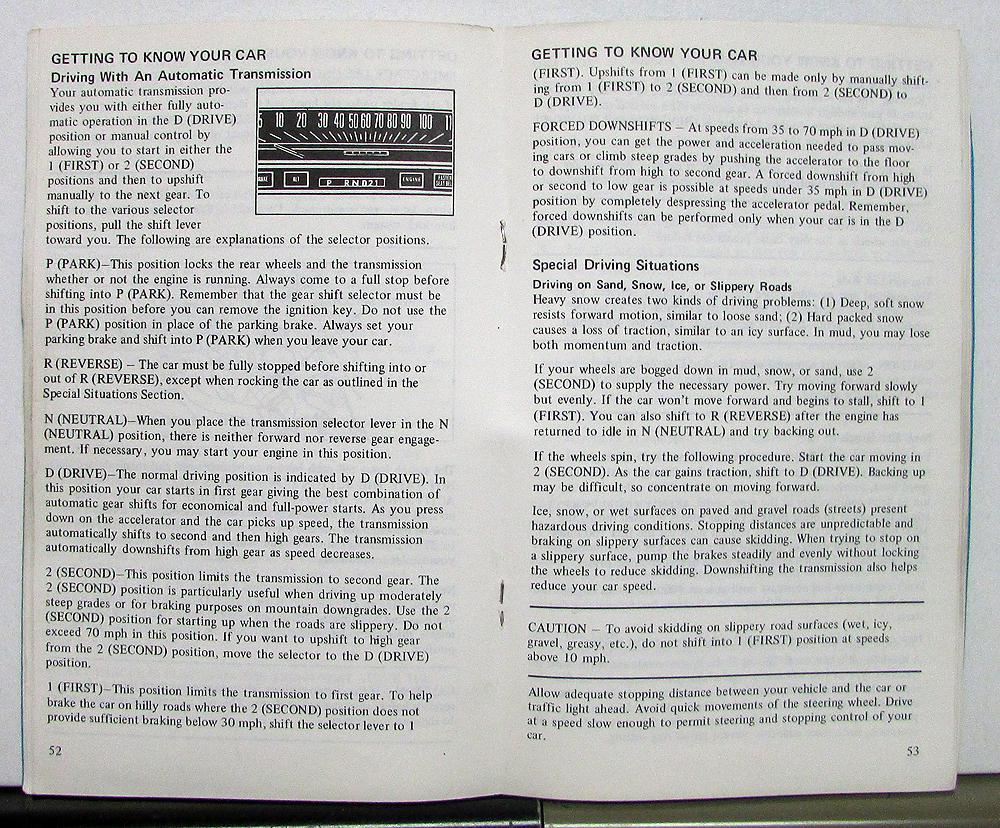 GETTING TO KNOW YOUR CAR
Driving With An Automatic Transmission
Your automatic transmission pro-
vides you with either fully auto-
matic operation in the D (DRIVE)
position or manual control by
allowing you to start in either the
1 (FIRST) or 2 (SECOND)
positions and then to upshift
manually to the next gear. To
shift to the various selector
positions, pull the shift lever
toward you. The following are explanations of the selector positions.
5 10 20 30 40 50 60 70 80 90 100 11
ALT P RND21 ENGINE
P (PARK)—This position locks the rear wheels and the transmission
whether or not the engine is running. Always come to a full stop before
shifting into P (PARK). Remember that the gear shift selector must be
in this position before you can remove the ignition key. Do not use the
P (PARK) position in place of the parking brake. Always set your
parking brake and shift into P (PARK) when you leave your car.
R (REVERSE) — The car must be fully stopped before shifting into or
out of R (REVERSE), except when rocking the car as outlined in the
Special Situations Section.
N (NEUTRAL)—When you place the transmission selector lever in the N
(NEUTRAL) position, there is neither forward nor reverse gear engage-
ment. If necessary, you may start your engine in this position.
D (DRIVE)—The normal driving position is indicated by D (DRIVE). In
this position your car starts in first gear giving the best combination of
automatic gear shifts for economical and full-power starts. As you press
down on the accelerator and the car picks up speed, the transmission
automatically shifts to second and then high gears. The transmission
automatically downshifts from high gear as speed decreases.
2 (SECOND)—This position limits the transmission to second gear. The
2 (SECOND) position is particularly useful when driving up moderately
steep grades or for braking purposes on mountain downgrades. Use the 2
(SECOND) position for starting up when the roads are slippery. Do not
exceed 70 mph in this position. If you want to upshift to high gear
from the 2 (SECOND) position, move the selector to the D (DRIVE)
position.
1 (FIRST)—This position limits the transmission to first gear. To help
brake the car on hilly roads where the 2 (SECOND) position does not
provide sufficient braking below 30 mph, shift the selector lever to 1
52
GETTING TO KNOW YOUR CAR
(FIRST). Upshifts from 1 (FIRST) can be made only by manually shift-
ing from 1 (FIRST) to 2 (SECOND) and then from 2 (SECOND) to
D (DRIVE).
FORCED DOWNSHIFTS — At speeds from 35 to 70 mph in D (DRIVE)
position, you can get the power and acceleration needed to pass mov-
ing cars or climb steep grades by pushing the accelerator to the floor
to downshift from high to second gear. A forced downshift from high
or second to low gear is possible at speeds under 35 mph in D (DRIVE)
position by completely despressing the accelerator pedal. Remember,
forced downshifts can be performed only when your car is in the D
(DRIVE) position.
Special Driving Situations
Driving on Sand, Snow, Ice, or Slippery Roads
Heavy snow creates two kinds of driving problems: (1) Deep, soft snow
resists forward motion, similar to loose sand; (2) Hard packed snow
causes a loss of traction, similar to an icy surface. In mud, you may lose
both momentum and traction.
If your wheels are bogged down in mud, snow, or sand, use 2
(SECOND) to supply the necessary power. Try moving forward slowly
but evenly. If the car won't move forward and begins to stall, shift to 1
(FIRST). You can also shift to R (REVERSE) after the engine has
returned to idle in N (NEUTRAL) and try backing out.
If the wheels spin, try the following procedure. Start the car moving in
2 (SECOND). As the car gains traction, shift to D (DRIVE). Backing up
may be difficult, so concentrate on moving forward.
Ice, snow, or wet surfaces on paved and gravel roads (streets) present
hazardous driving conditions. Stopping distances are unpredictable and
braking on slippery surfaces can cause skidding. When trying to stop on
a slippery surface, pump the brakes steadily and evenly without locking
the wheels to reduce skidding. Downshifting the transmission also helps
reduce your car speed.
CAUTION — To avoid skidding on slippery road surfaces (wet, icy,
gravel, greasy, etc.), do not shift into 1 (FIRST) position at speeds
above 10 mph.
Allow adequate stopping distance between your vehicle and the car or
traffic light ahead. Avoid quick movements of the steering wheel. Drive
at a speed slow enough to permit steering and stopping control of your
car.
53